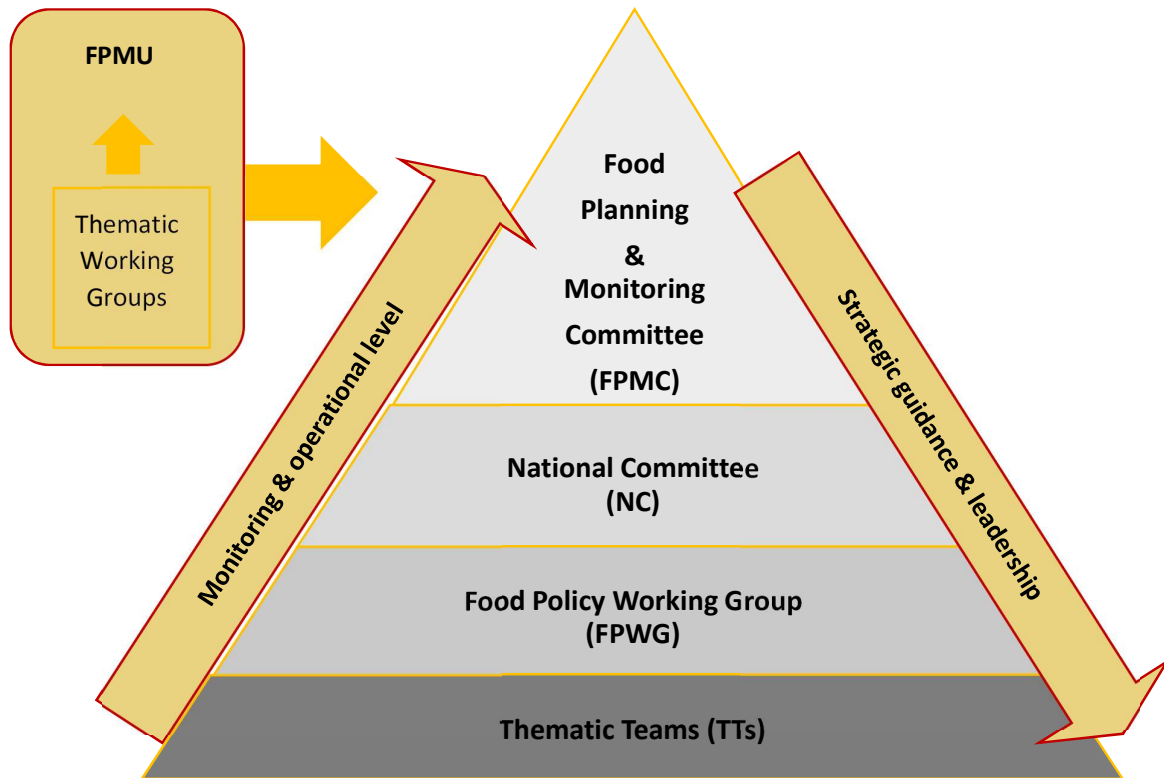 FPMU
Thematic
Working
Groups
Monitoring & operational level
Food
Planning
&
Monitoring
Committee
(FPMC)
National Committee
(NC)
Food Policy Working Group
(FPWG)
Thematic Teams (TTs)
Strategic guidance & leadership